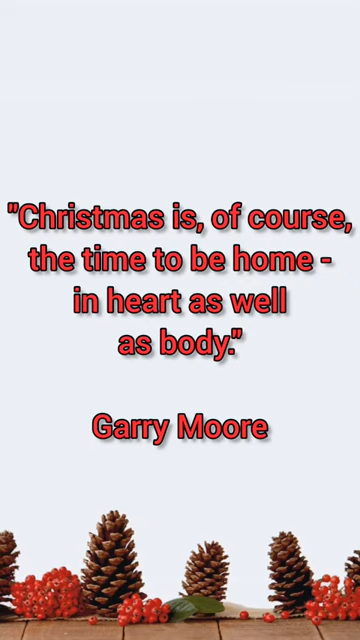 "Christmas is, of course,
the time to be home -
in heart as well
as body."
Garry Moore